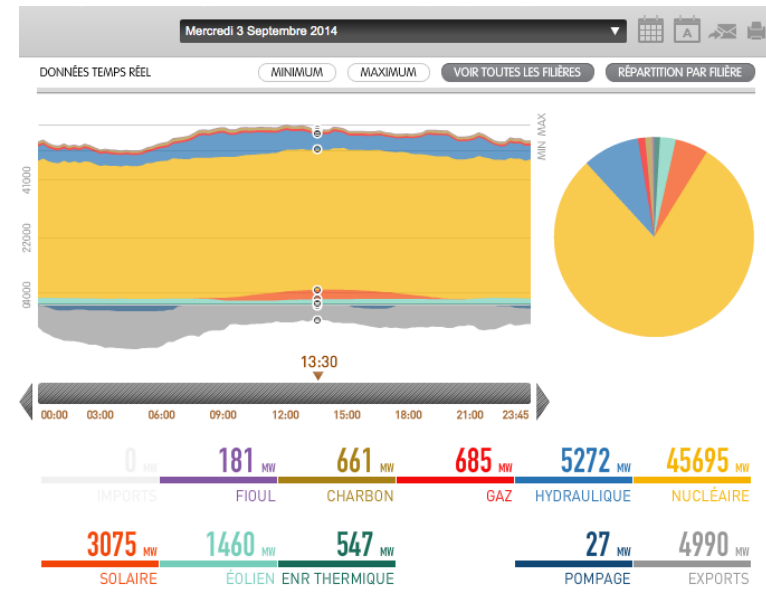 Mercredi 3 Septembre 2014
A
DONNÉES TEMPS RÉEL
MINIMUM
MAXIMUM
VOIR TOUTES LES FILIÈRES
RÉPARTITION PAR FILIÈRE
MIN MAX
41000
22000
04000
13:30
00:00 03:00 06:00 09:00 12:00 15:00 18:00 21:00 23:45
0 MW
181 MW
661 MW
685 MW
5272 MW
45695 MW
IMPORTS
FIOUL
CHARBON
GAZ
HYDRAULIQUE
NUCLÉAIRE
3075 MW
1460 MW
547 MW
27 MW
4990 MW
SOLAIRE
ÉOLIEN
ENR THERMIQUE
POMPAGE
EXPORTS